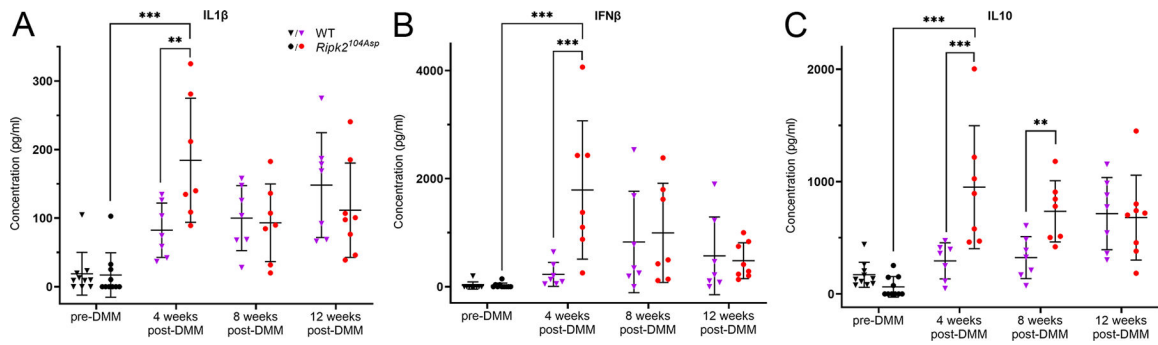 A
IL1β
***
**
▼/▼ WT
●/● Ripk2^104Asp
Concentration (pg/ml)
300
200
100
0
pre-DMM
4 weeks
post-DMM
8 weeks
post-DMM
12 weeks
post-DMM
B
IFNβ
***
***
Concentration (pg/ml)
4000
2000
0
pre-DMM
4 weeks
post-DMM
8 weeks
post-DMM
12 weeks
post-DMM
C
IL10
***
***
**
Concentration (pg/ml)
2000
1000
0
pre-DMM
4 weeks
post-DMM
8 weeks
post-DMM
12 weeks
post-DMM